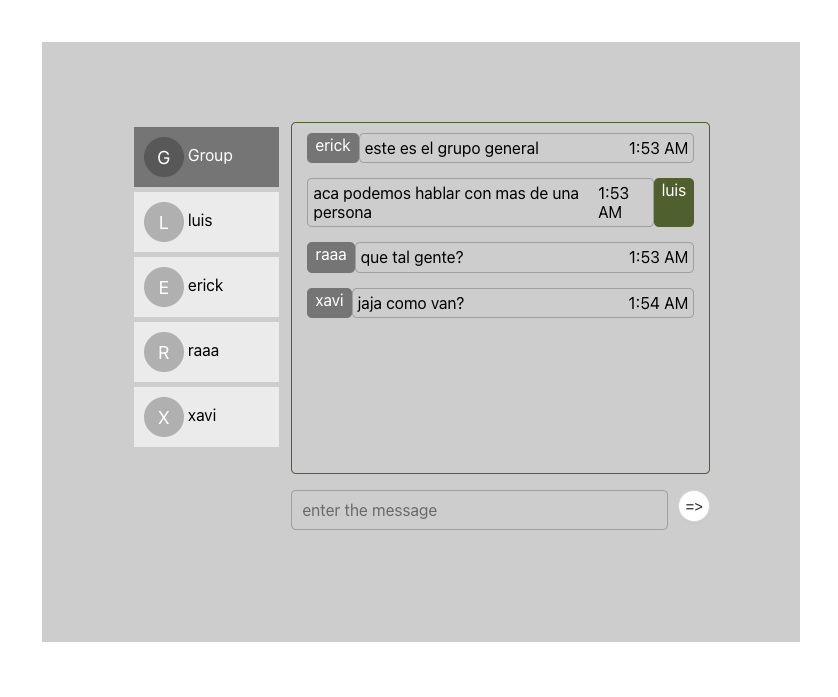 G Group
L luis
E erick
R raaa
X xavi
erick este es el grupo general 1:53 AM
aca podemos hablar con mas de una 1:53 luis
persona AM
raaa que tal gente? 1:53 AM
xavi jaja como van? 1:54 AM
enter the message =>